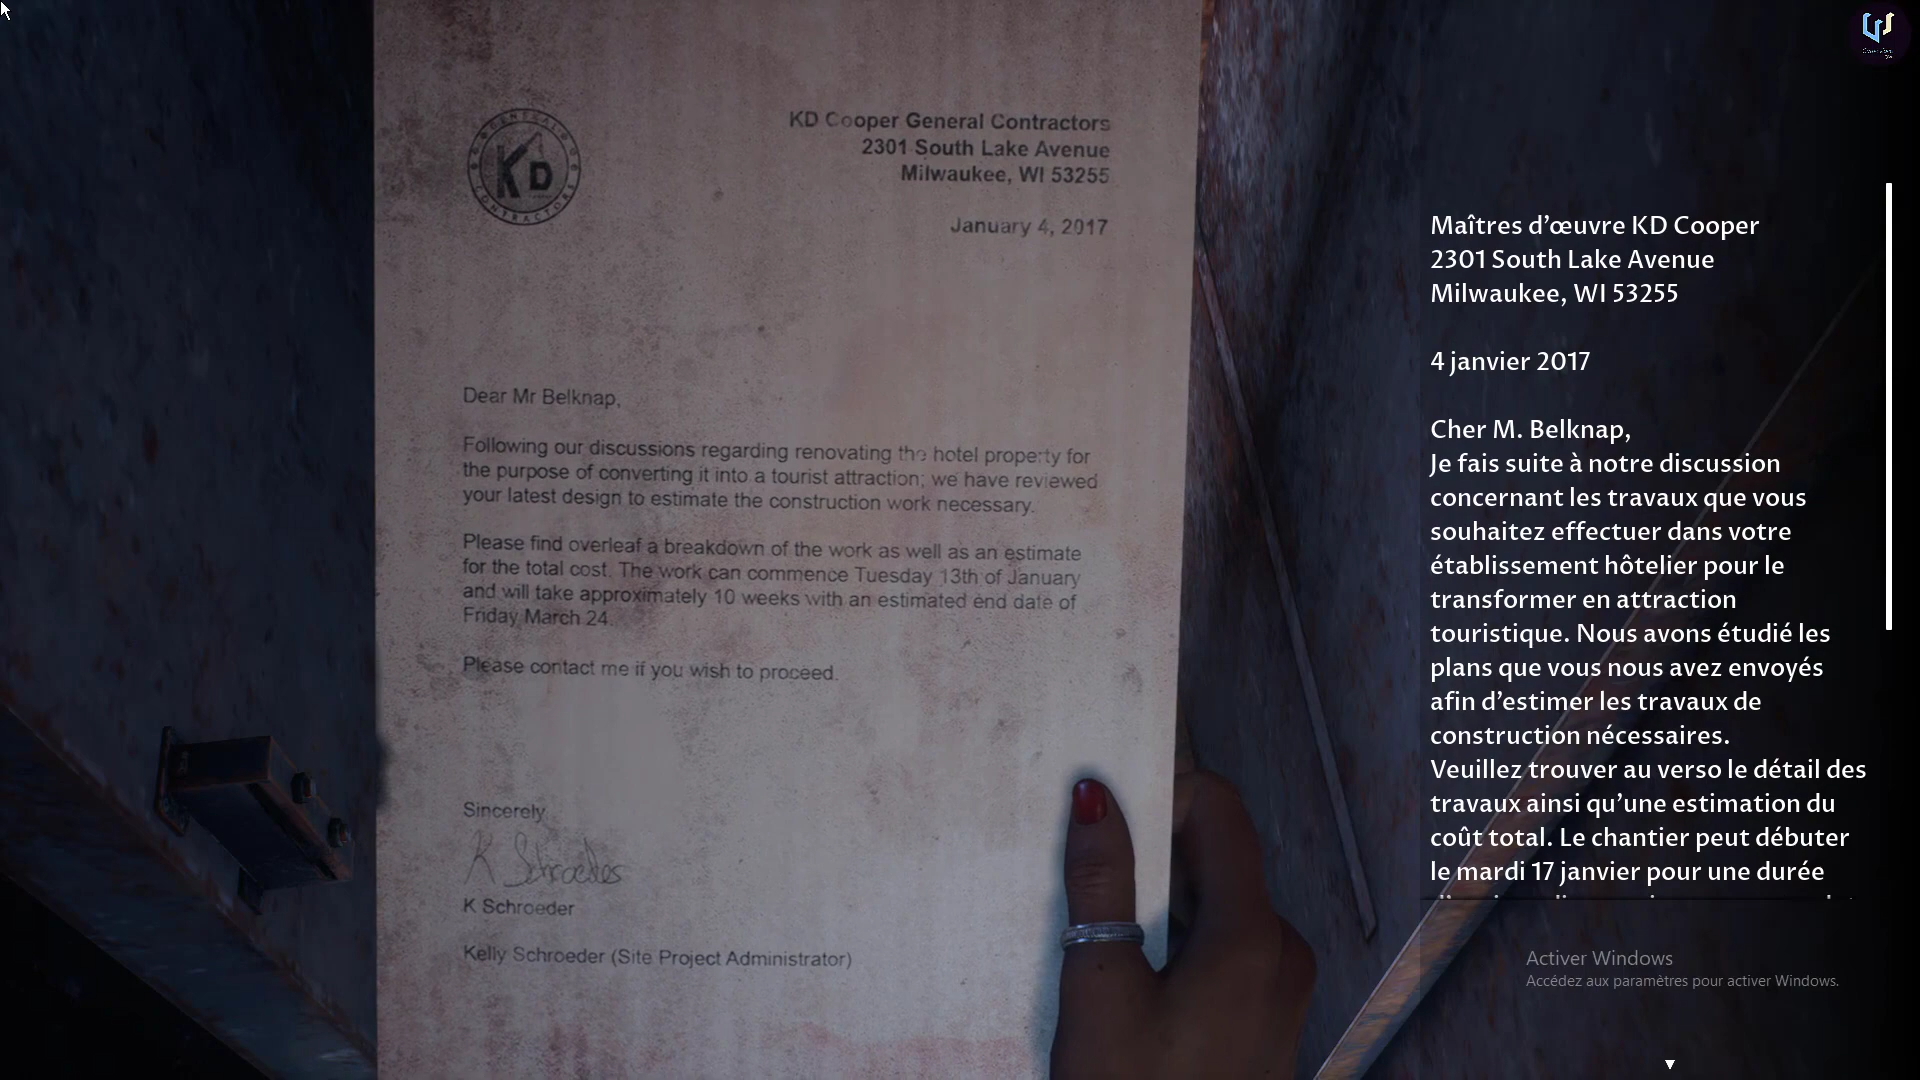 GENERAL
KD
CONTRACTORS
KD Cooper General Contractors
2301 South Lake Avenue
Milwaukee, WI 53255
January 4, 2017
Dear Mr Belknap,
Following our discussions regarding renovating the hotel property for
the purpose of converting it into a tourist attraction; we have reviewed
your latest design to estimate the construction work necessary.
Please find overleaf a breakdown of the work as well as an estimate
for the total cost. The work can commence Tuesday 13th of January
and will take approximately 10 weeks with an estimated end date of
Friday March 24.
Please contact me if you wish to proceed.
Sincerely
K Schroeder
K Schroeder
Kelly Schroeder (Site Project Administrator)
Maîtres d’œuvre KD Cooper
2301 South Lake Avenue
Milwaukee, WI 53255
4 janvier 2017
Cher M. Belknap,
Je fais suite à notre discussion
concernant les travaux que vous
souhaitez effectuer dans votre
établissement hôtelier pour le
transformer en attraction
touristique. Nous avons étudié les
plans que vous nous avez envoyés
afin d’estimer les travaux de
construction nécessaires.
Veuillez trouver au verso le détail des
travaux ainsi qu’une estimation du
coût total. Le chantier peut débuter
le mardi 17 janvier pour une durée
Activer Windows
Accédez aux paramètres pour activer Windows.